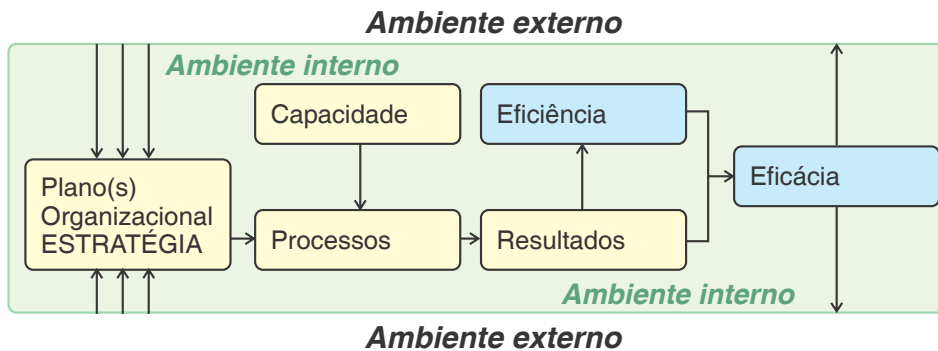 Ambiente externo
Ambiente interno
Capacidade
Eficiência
Plano(s)
Organizacional
ESTRATÉGIA
Processos
Resultados
Eficácia
Ambiente interno
Ambiente externo